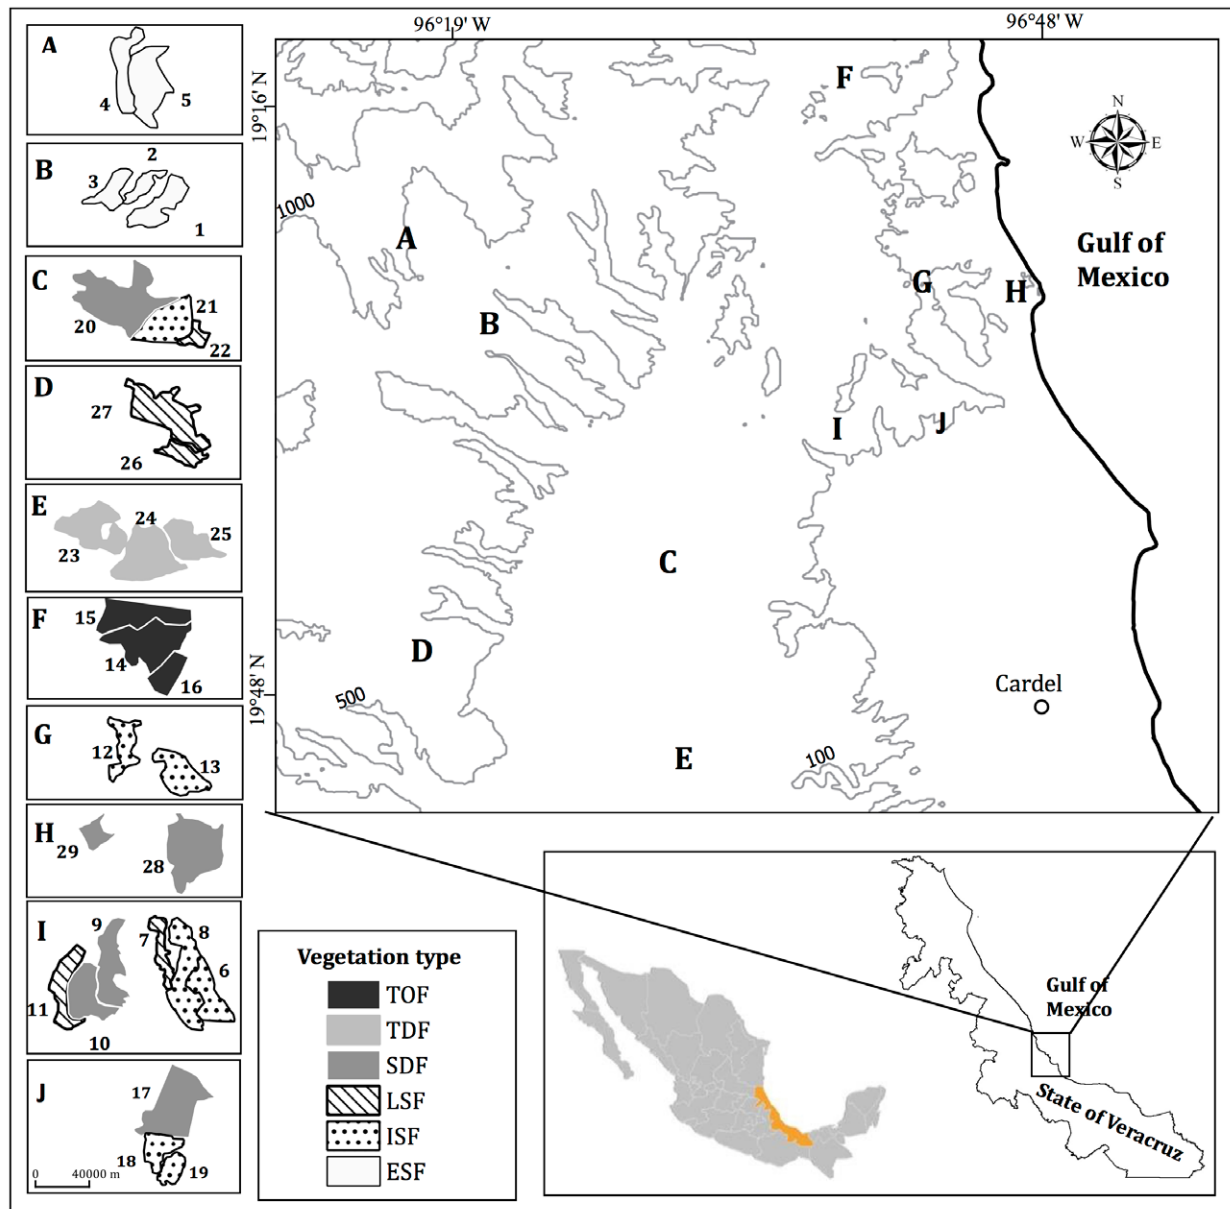 A
4
5
B
2
3
1
C
20
21
22
D
27
26
E
24
23
25
F
15
14
16
G
12
13
H
29
28
I
9
7
8
6
11
10
J
17
18
19
0 40000 m
96°19' W
96°48' W
19°16' N
19°48' N
1000
500
100
F
A
G
H
B
I
J
C
D
E
N
W
E
S
Gulf of
Mexico
Cardel
Vegetation type
TOF
TDF
SDF
LSF
ISF
ESF
Gulf of
Mexico
State of Veracruz